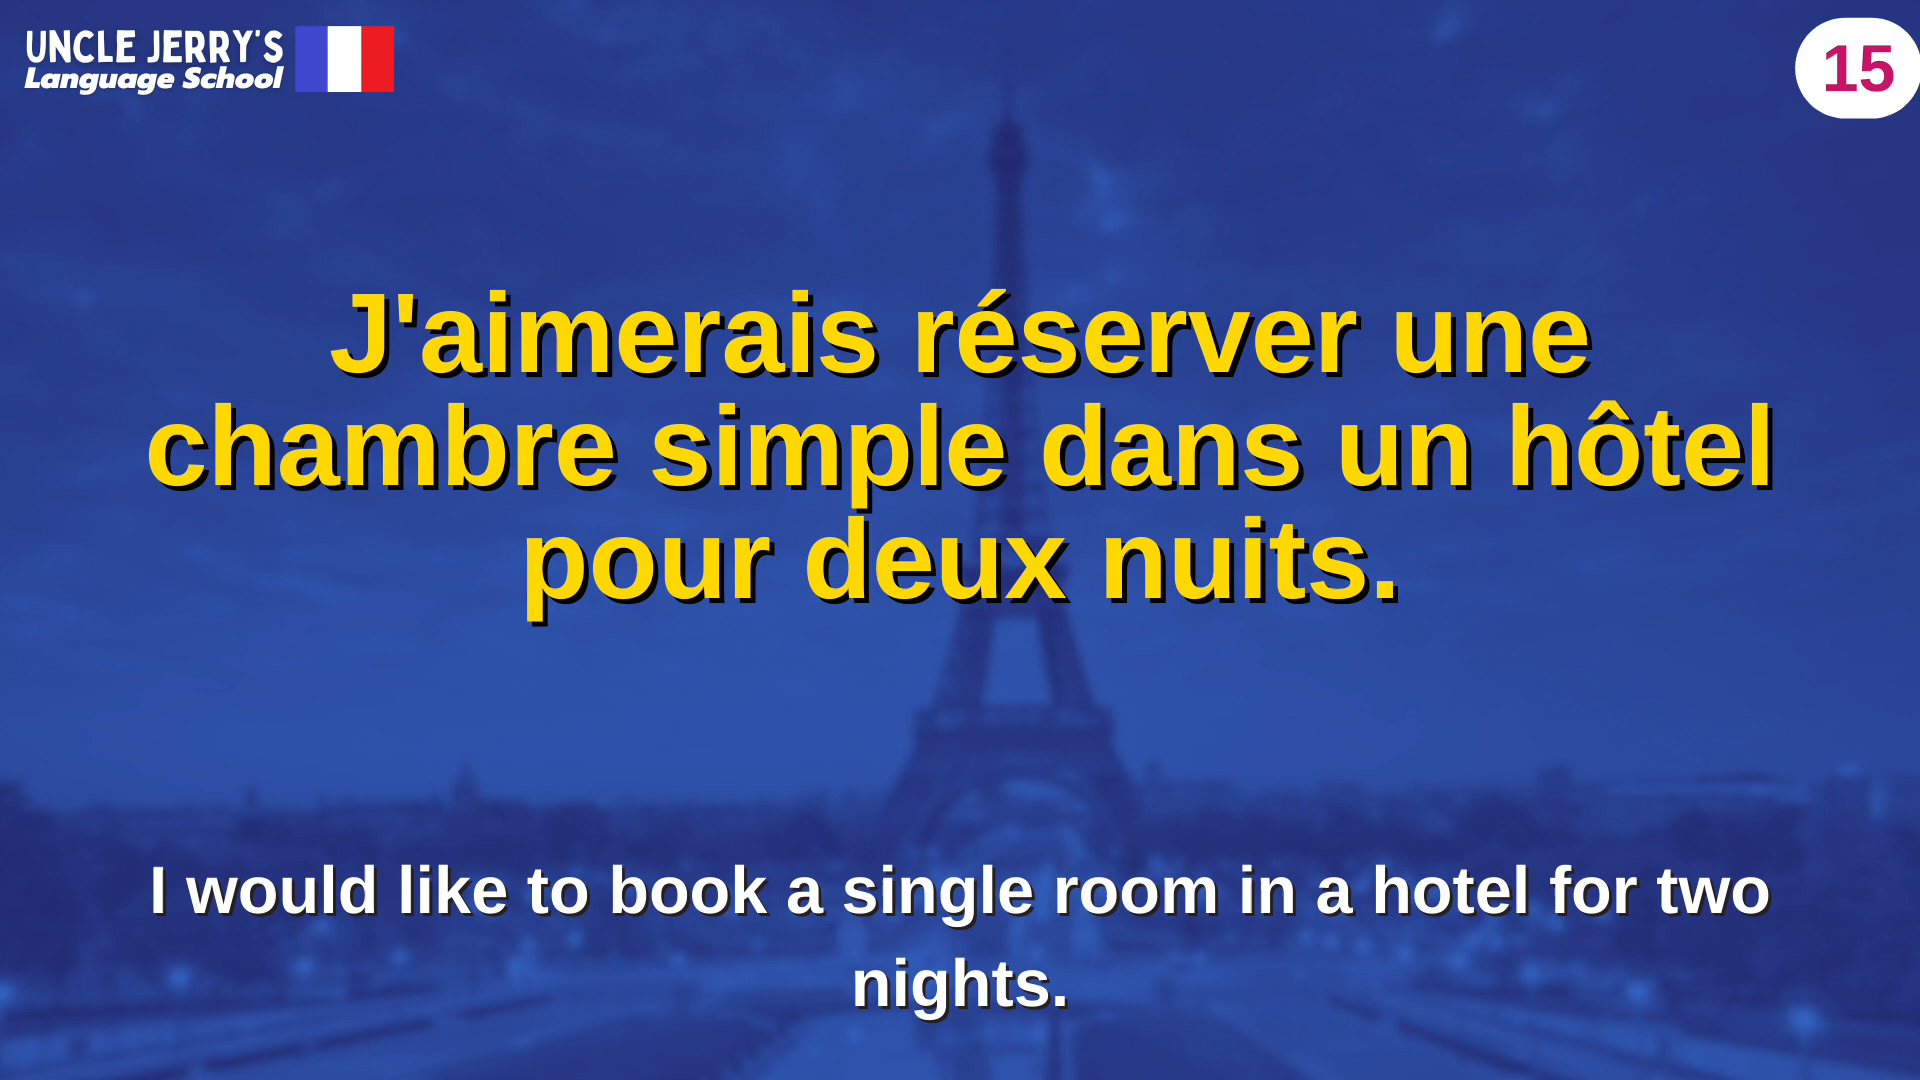 UNCLE JERRY'S
Language School
15
J'aimerais réserver une
chambre simple dans un hôtel
pour deux nuits.
I would like to book a single room in a hotel for two
nights.